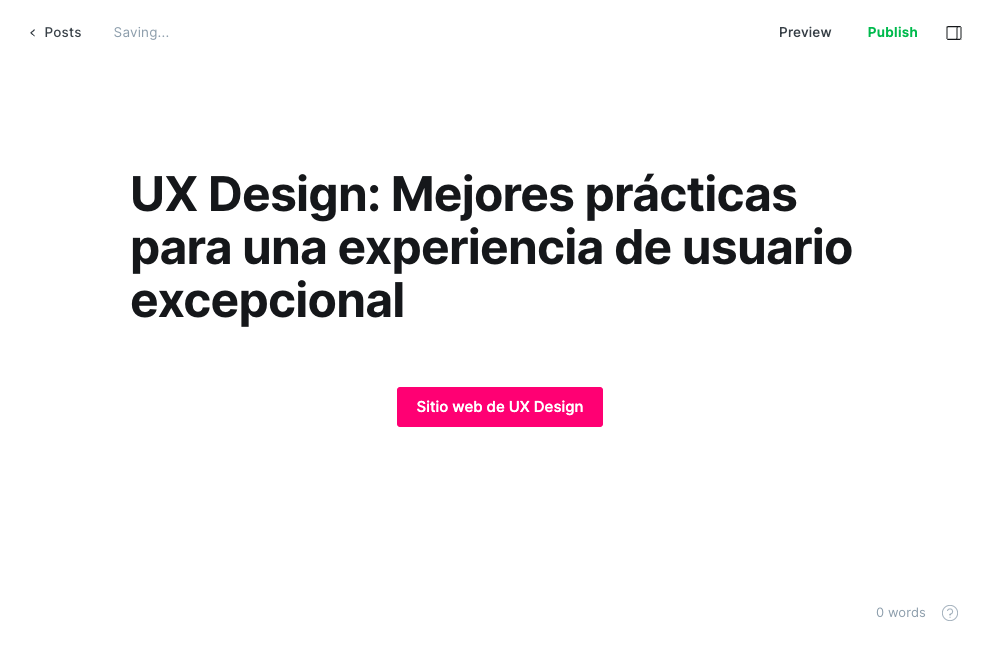 Posts
Saving...
Preview
Publish
UX Design: Mejores prácticas
para una experiencia de usuario
excepcional
Sitio web de UX Design
0 words
?